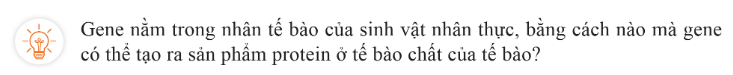 Gene nằm trong nhân tế bào của sinh vật nhân thực, bằng cách nào mà gene
có thể tạo ra sản phẩm protein ở tế bào chất của tế bào?